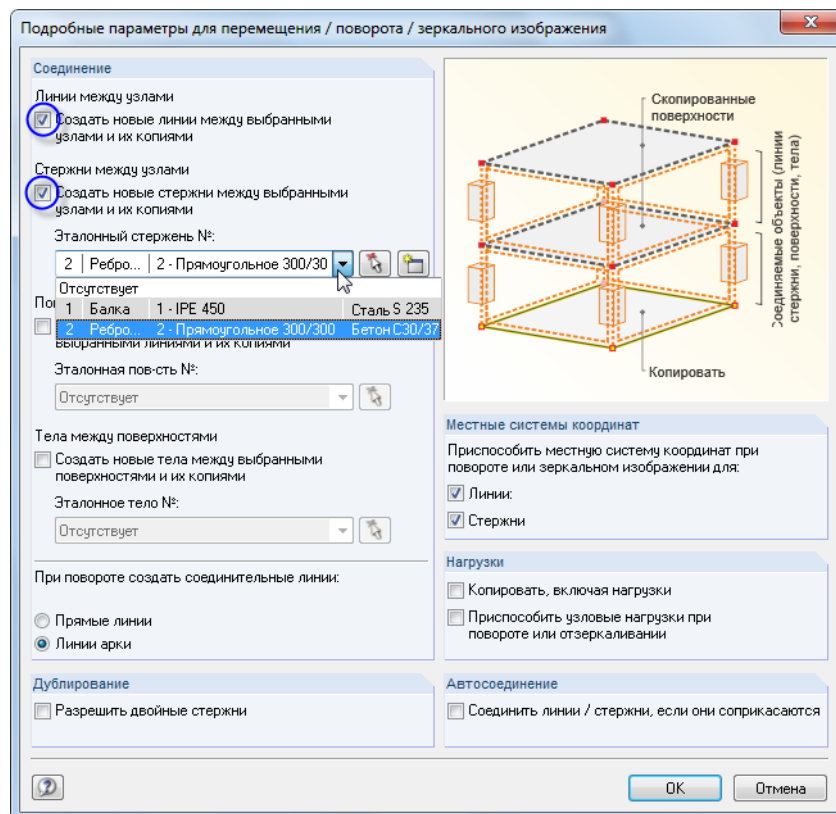 Подробные параметры для перемещения / поворота / зеркального изображения
Соединение
Линии между узлами
Создать новые линии между выбранными
узлами и их копиями
Стержни между узлами
Создать новые стержни между выбранными
узлами и их копиями
Эталонный стержень №:
2 Ребро... 2 - Прямоугольное 300/30
Отсутствует
1 Балка 1 - IPE 450 Сталь S 235
2 Ребро... 2 - Прямоугольное 300/300 Бетон C30/37
выбранными линиями и их копиями
Эталонная пов-сть №:
Отсутствует
Тела между поверхностями
Создать новые тела между выбранными
поверхностями и их копиями
Эталонное тело №:
Отсутствует
При повороте создать соединительные линии:
Прямые линии
Линии арки
Дублирование
Разрешить двойные стержни
Скопированные
поверхности
Соединяемые объекты (линии
стержни, поверхности, тела)
Копировать
Местные системы координат
Приспособить местную систему координат при
повороте или зеркальном изображении для:
Линии:
Стержни
Нагрузки
Копировать, включая нагрузки
Приспособить узловые нагрузки при
повороте или отзеркаливании
Автосоединение
Соединить линии / стержни, если они соприкасаются
OK
Отмена